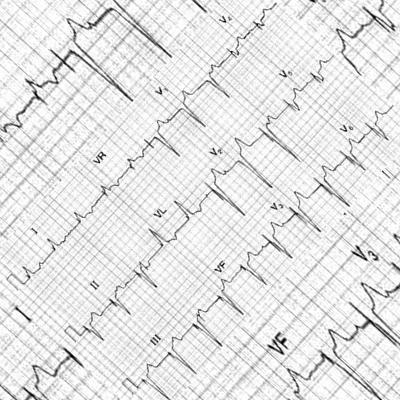 I VR V₁ V₄
II VL V₂ V₅
III VF V₃ V₆
I
VF V₃